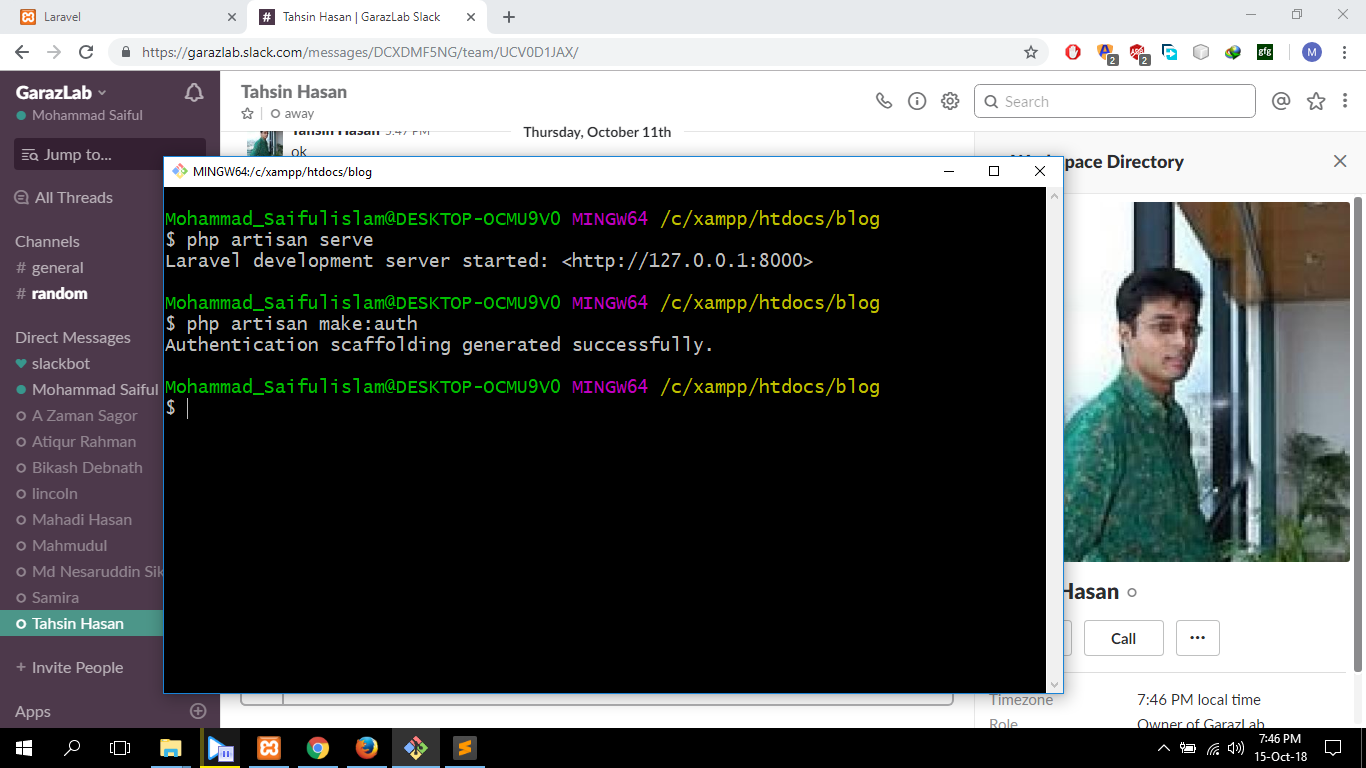 Laravel
# Tahsin Hasan | GarazLab Slack
https://garazlab.slack.com/messages/DCXDMF5NG/team/UCV0D1JAX/
2
ABP
2
gfg
M
GarazLab
Mohammad Saiful
Jump to...
All Threads
Channels
# general
# random
Direct Messages
slackbot
Mohammad Saiful
A Zaman Sagor
Atiqur Rahman
Bikash Debnath
lincoln
Mahadi Hasan
Mahmudul
Md Nesaruddin Sik
Samira
Tahsin Hasan
+ Invite People
Apps
Tahsin Hasan
away
Search
Tahsin Hasan 5:47 PM
Thursday, October 11th
ok
MINGW64:/c/xampp/htdocs/blog
Mohammad_Saifulislam@DESKTOP-OCMU9V0 MINGW64 /c/xampp/htdocs/blog
$ php artisan serve
Laravel development server started: <http://127.0.0.1:8000>
Mohammad_Saifulislam@DESKTOP-OCMU9V0 MINGW64 /c/xampp/htdocs/blog
$ php artisan make:auth
Authentication scaffolding generated successfully.
Mohammad_Saifulislam@DESKTOP-OCMU9V0 MINGW64 /c/xampp/htdocs/blog
$
pace Directory
Hasan
Call
Timezone 7:46 PM local time
Role Owner of GarazLab
7:46 PM
15-Oct-18